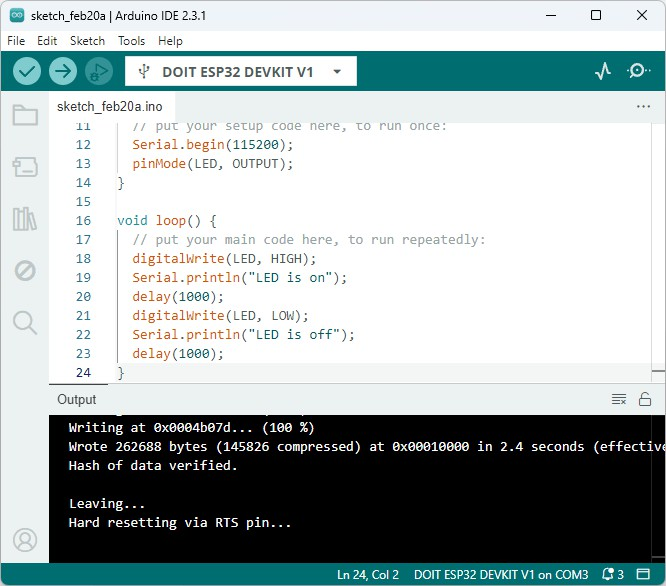 sketch_feb20a | Arduino IDE 2.3.1
File Edit Sketch Tools Help
DOIT ESP32 DEVKIT V1
sketch_feb20a.ino
11 // put your setup code here, to run once:
12 Serial.begin(115200);
13 pinMode(LED, OUTPUT);
14 }
15
16 void loop() {
17 // put your main code here, to run repeatedly:
18 digitalWrite(LED, HIGH);
19 Serial.println("LED is on");
20 delay(1000);
21 digitalWrite(LED, LOW);
22 Serial.println("LED is off");
23 delay(1000);
24 }
Output
Writing at 0x0004b07d... (100 %)
Wrote 262688 bytes (145826 compressed) at 0x00010000 in 2.4 seconds (effective
Hash of data verified.
Leaving...
Hard resetting via RTS pin...
Ln 24, Col 2 DOIT ESP32 DEVKIT V1 on COM3 3